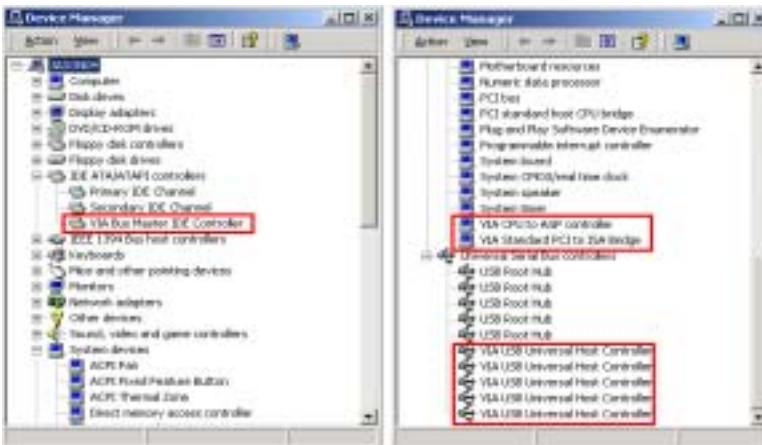 Device Manager
Action View
Computer
Disk drives
Display adapters
DVD/CD-ROM drives
Floppy disk controllers
Floppy disk drives
IDE ATA/ATAPI controllers
Primary IDE Channel
Secondary IDE Channel
VIA Bus Master IDE Controller
IEEE 1394 Bus host controllers
Keyboards
Mice and other pointing devices
Monitors
Network adapters
Other devices
Sound, video and game controllers
System devices
ACPI Fan
ACPI Fixed Feature Button
ACPI Thermal Zone
Direct memory access controller
Device Manager
Action View
Motherboard resources
Numeric data processor
PCI bus
PCI standard host CPU bridge
Plug and Play Software Device Enumerator
Programmable interrupt controller
System board
System CMOS/real time clock
System speaker
System timer
VIA CPU to AGP controller
VIA Standard PCI to ISA Bridge
Universal Serial Bus controllers
USB Root Hub
USB Root Hub
USB Root Hub
USB Root Hub
VIA USB Universal Host Controller
VIA USB Universal Host Controller
VIA USB Universal Host Controller
VIA USB Universal Host Controller